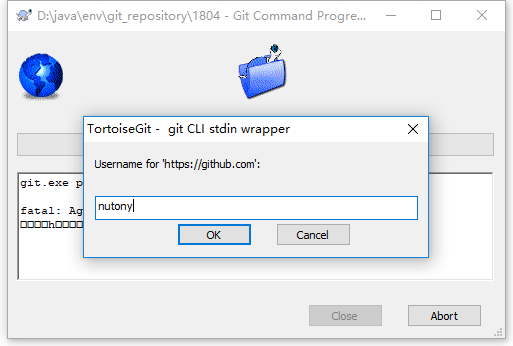 D:\java\env\git_repository\1804 - Git Command Progre...
TortoiseGit - git CLI stdin wrapper
Username for 'https://github.com':
git.exe p
nutony
fatal: Ag
OK
Cancel
Close
Abort